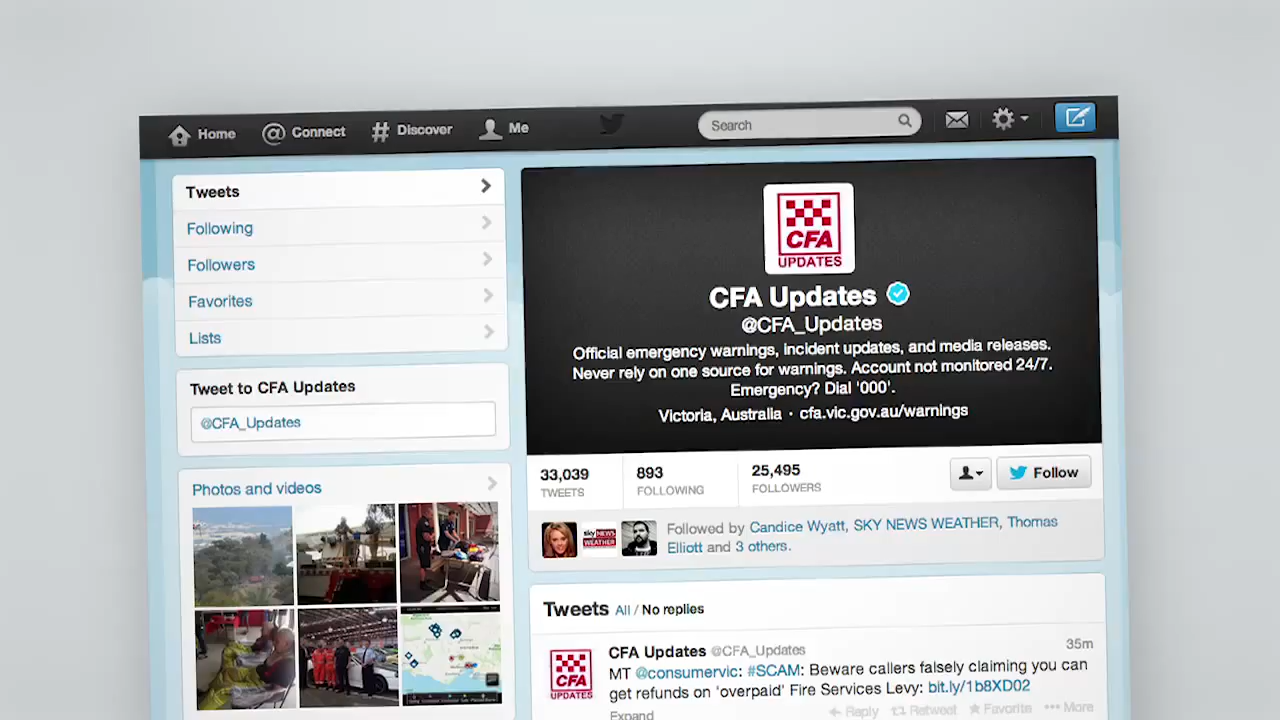 Home
Connect
Discover
Me
Search
Tweets
Following
Followers
Favorites
Lists
Tweet to CFA Updates
@CFA_Updates
Photos and videos
CFA
UPDATES
CFA Updates
@CFA_Updates
Official emergency warnings, incident updates, and media releases.
Never rely on one source for warnings. Account not monitored 24/7.
Emergency? Dial '000'.
Victoria, Australia · cfa.vic.gov.au/warnings
33,039
TWEETS
893
FOLLOWING
25,495
FOLLOWERS
Follow
sky NEWS
WEATHER
Followed by Candice Wyatt, SKY NEWS WEATHER, Thomas
Elliott and 3 others.
Tweets All / No replies
CFA
UPDATES
CFA Updates @CFA_Updates 35m
MT @consumervic: #SCAM: Beware callers falsely claiming you can
get refunds on 'overpaid' Fire Services Levy: bit.ly/1b8XD02
Expand Reply Retweet Favorite More